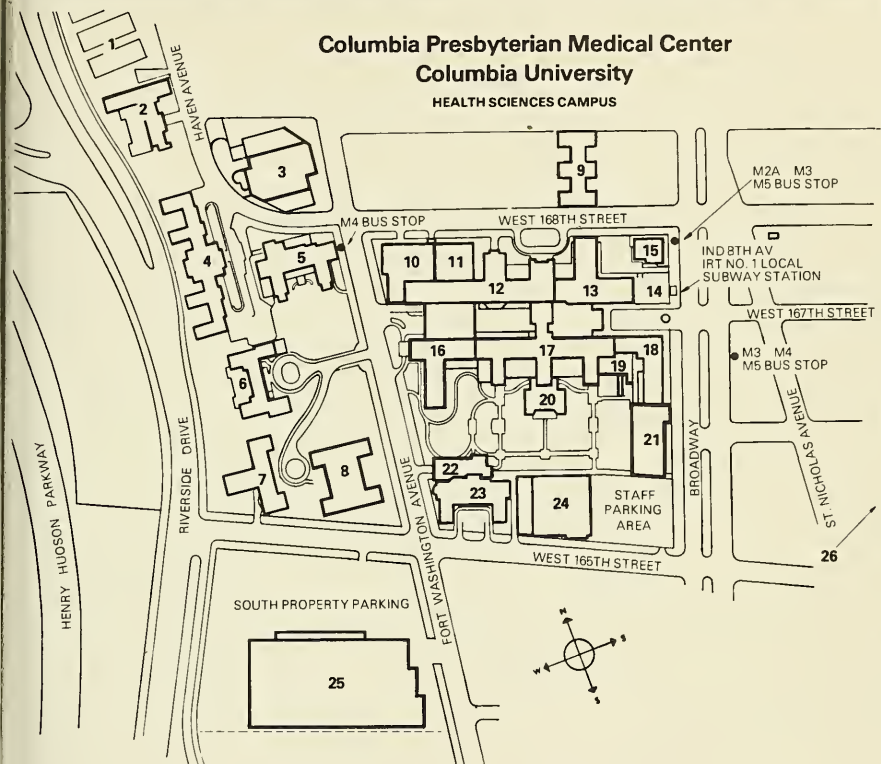 Columbia Presbyterian Medical Center
Columbia University
HEALTH SCIENCES CAMPUS
1
2
HAVEN AVENUE
3
9
M2A M3
M5 BUS STOP
M4 BUS STOP
WEST 168TH STREET
4
5
10
11
12
13
14
15
IND 8TH AV
IRT NO. 1 LOCAL
SUBWAY STATION
WEST 167TH STREET
16
17
18
19
M3 M4
M5 BUS STOP
6
20
21
7
8
22
23
24
STAFF
PARKING
AREA
BROADWAY
ST. NICHOLAS AVENUE
26
HENRY HUDSON PARKWAY
RIVERSIDE DRIVE
FORT WASHINGTON AVENUE
WEST 165TH STREET
SOUTH PROPERTY PARKING
25
N
W
S